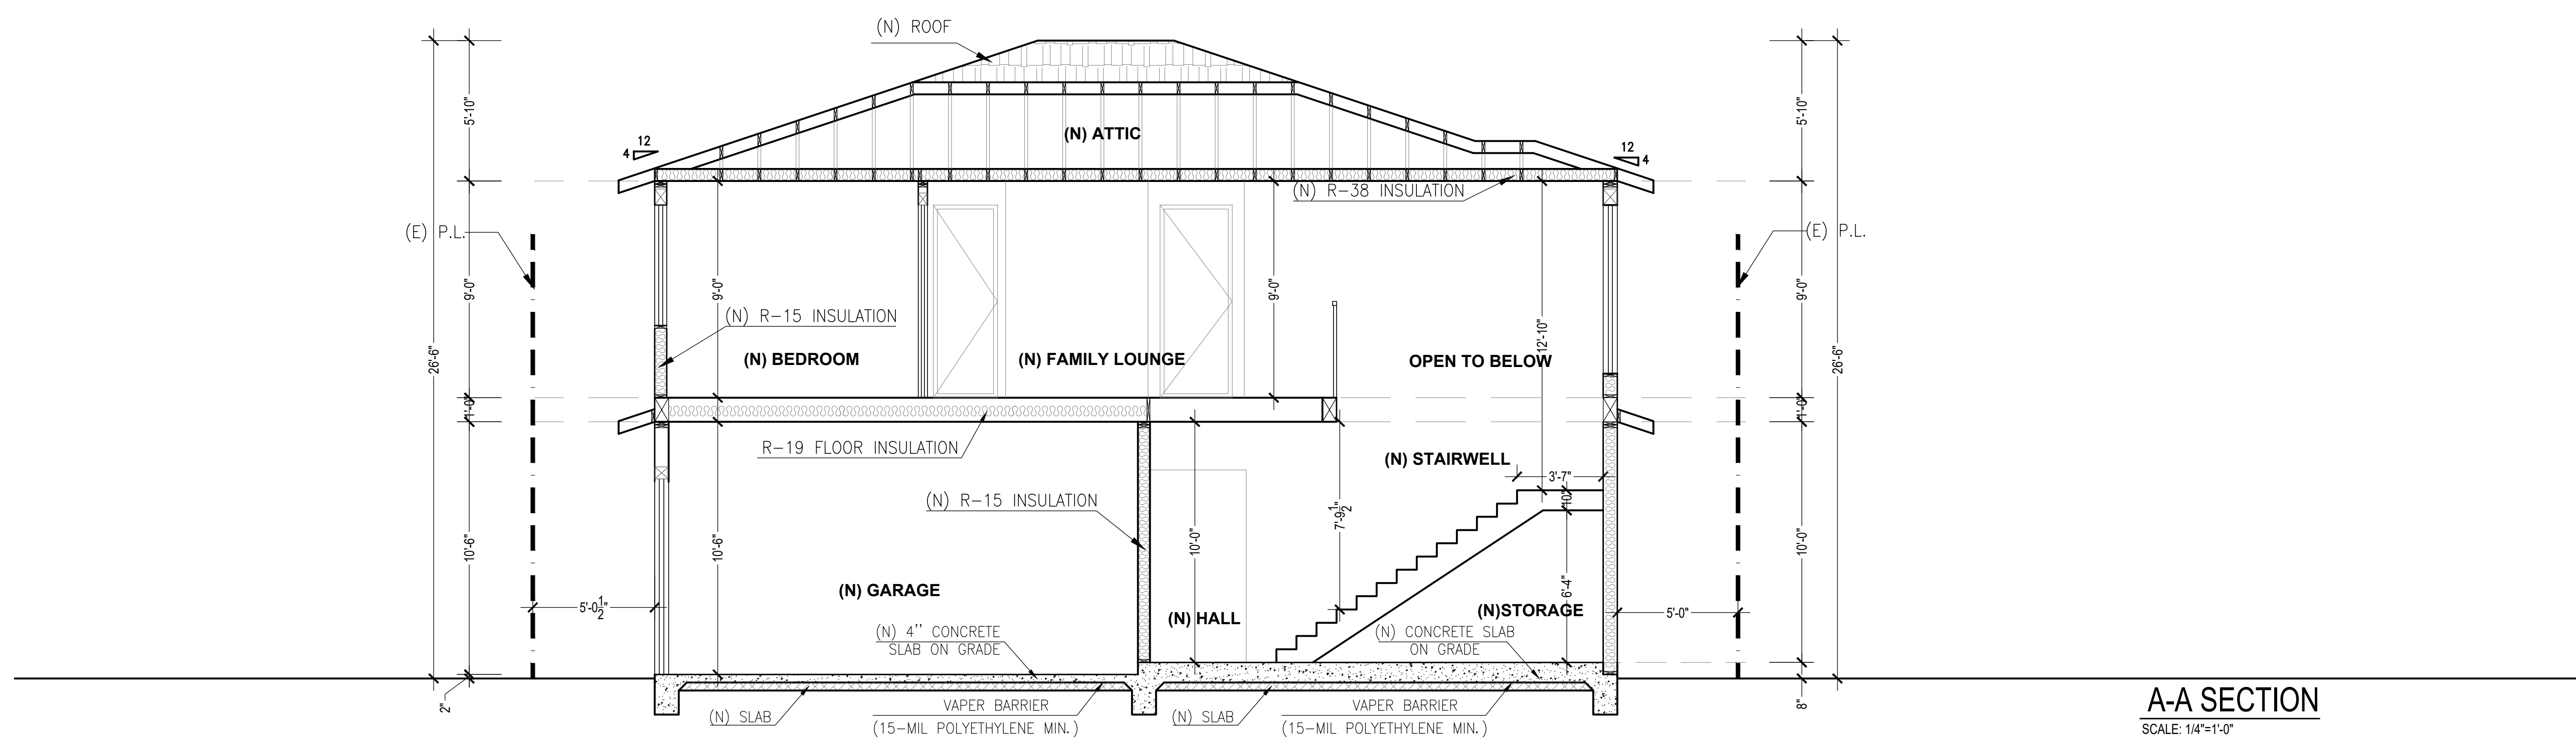 (N) ROOF
5'-10"
5'-10"
(N) ATTIC
12
4
12
4
(N) R-38 INSULATION
(E) P.L.
(E) P.L.
9'-0"
9'-0"
9'-0"
9'-0"
12'-10"
(N) R-15 INSULATION
26'-6"
26'-6"
(N) BEDROOM
(N) FAMILY LOUNGE
OPEN TO BELOW
1'-0"
1'-0"
R-19 FLOOR INSULATION
(N) STAIRWELL
3'-7"
10"
(N) R-15 INSULATION
7'-9 1/2"
10'-6"
10'-6"
10'-0"
10'-0"
6'-4"
(N) GARAGE
5'-0 1/2"
(N) HALL
(N)STORAGE
5'-0"
(N) 4'' CONCRETE
SLAB ON GRADE
(N) CONCRETE SLAB
ON GRADE
2"
8"
(N) SLAB
VAPER BARRIER
(15-MIL POLYETHYLENE MIN.)
(N) SLAB
VAPER BARRIER
(15-MIL POLYETHYLENE MIN.)
A-A SECTION
SCALE: 1/4"=1'-0"